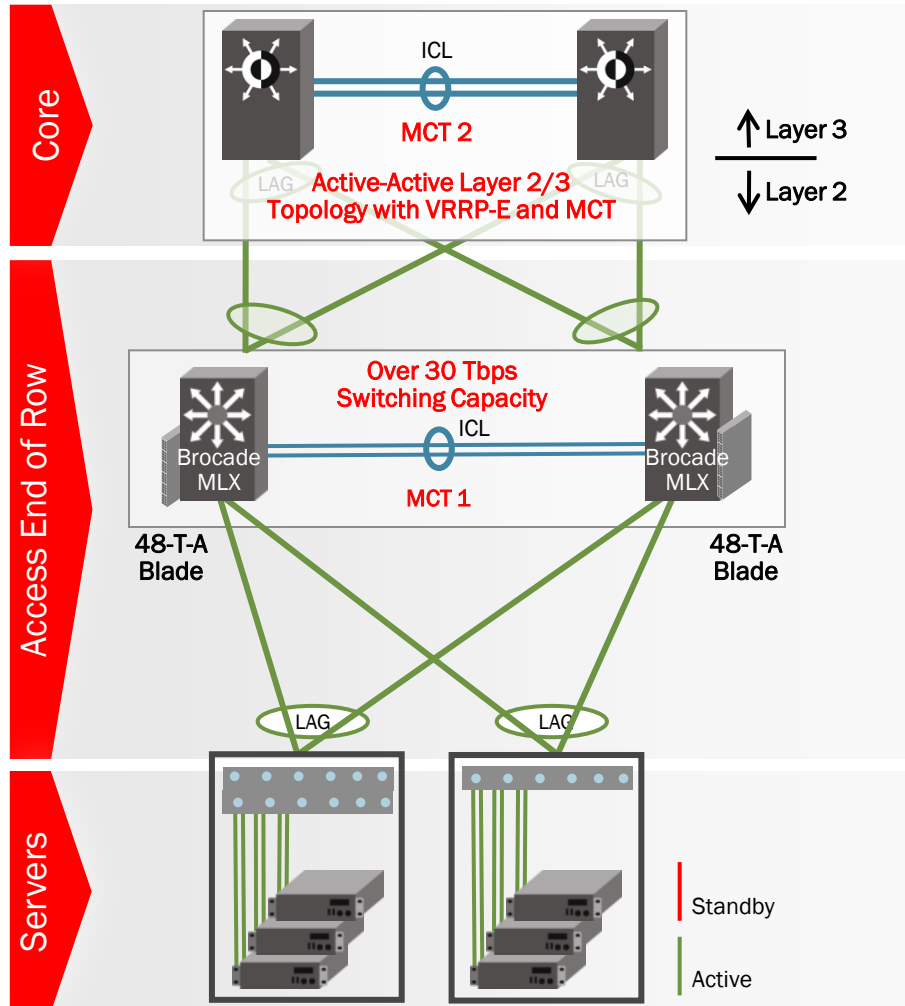 Core
ICL
MCT 2
LAG
LAG
Active-Active Layer 2/3
Topology with VRRP-E and MCT
Layer 3
Layer 2
Access End of Row
Over 30 Tbps
Switching Capacity
ICL
Brocade
MLX
Brocade
MLX
MCT 1
48-T-A
Blade
48-T-A
Blade
LAG
LAG
Servers
Standby
Active